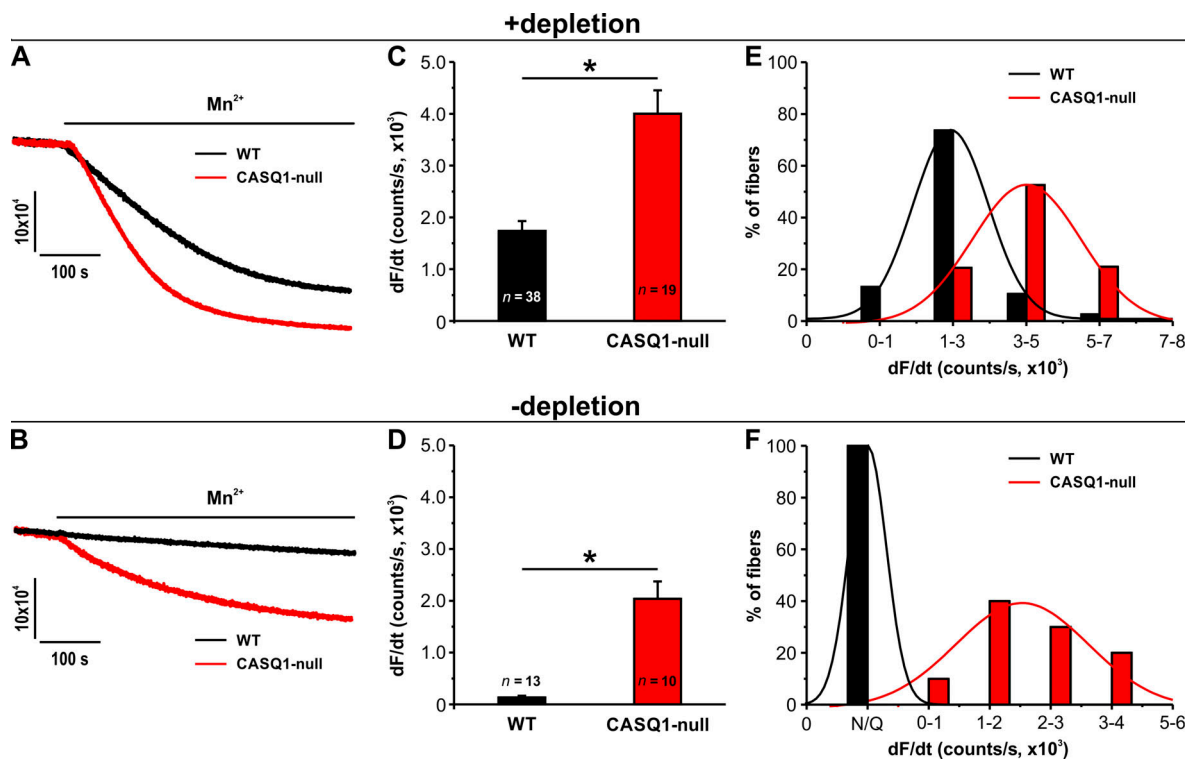 +depletion
A
Mn²⁺
WT
CASQ1-null
10x10⁴
100 s
C
dF/dt (counts/s, x10³)
5.0
4.0
3.0
2.0
1.0
0
*
n = 38
n = 19
WT
CASQ1-null
E
% of fibers
100
80
60
40
20
0
WT
CASQ1-null
0
0-1
1-3
3-5
5-7
7-8
dF/dt (counts/s, x10³)
-depletion
B
Mn²⁺
10x10⁴
100 s
WT
CASQ1-null
D
dF/dt (counts/s, x10³)
5.0
4.0
3.0
2.0
1.0
0
*
n = 13
n = 10
WT
CASQ1-null
F
% of fibers
100
80
60
40
20
0
WT
CASQ1-null
0
N/Q
0-1
1-2
2-3
3-4
5-6
dF/dt (counts/s, x10³)